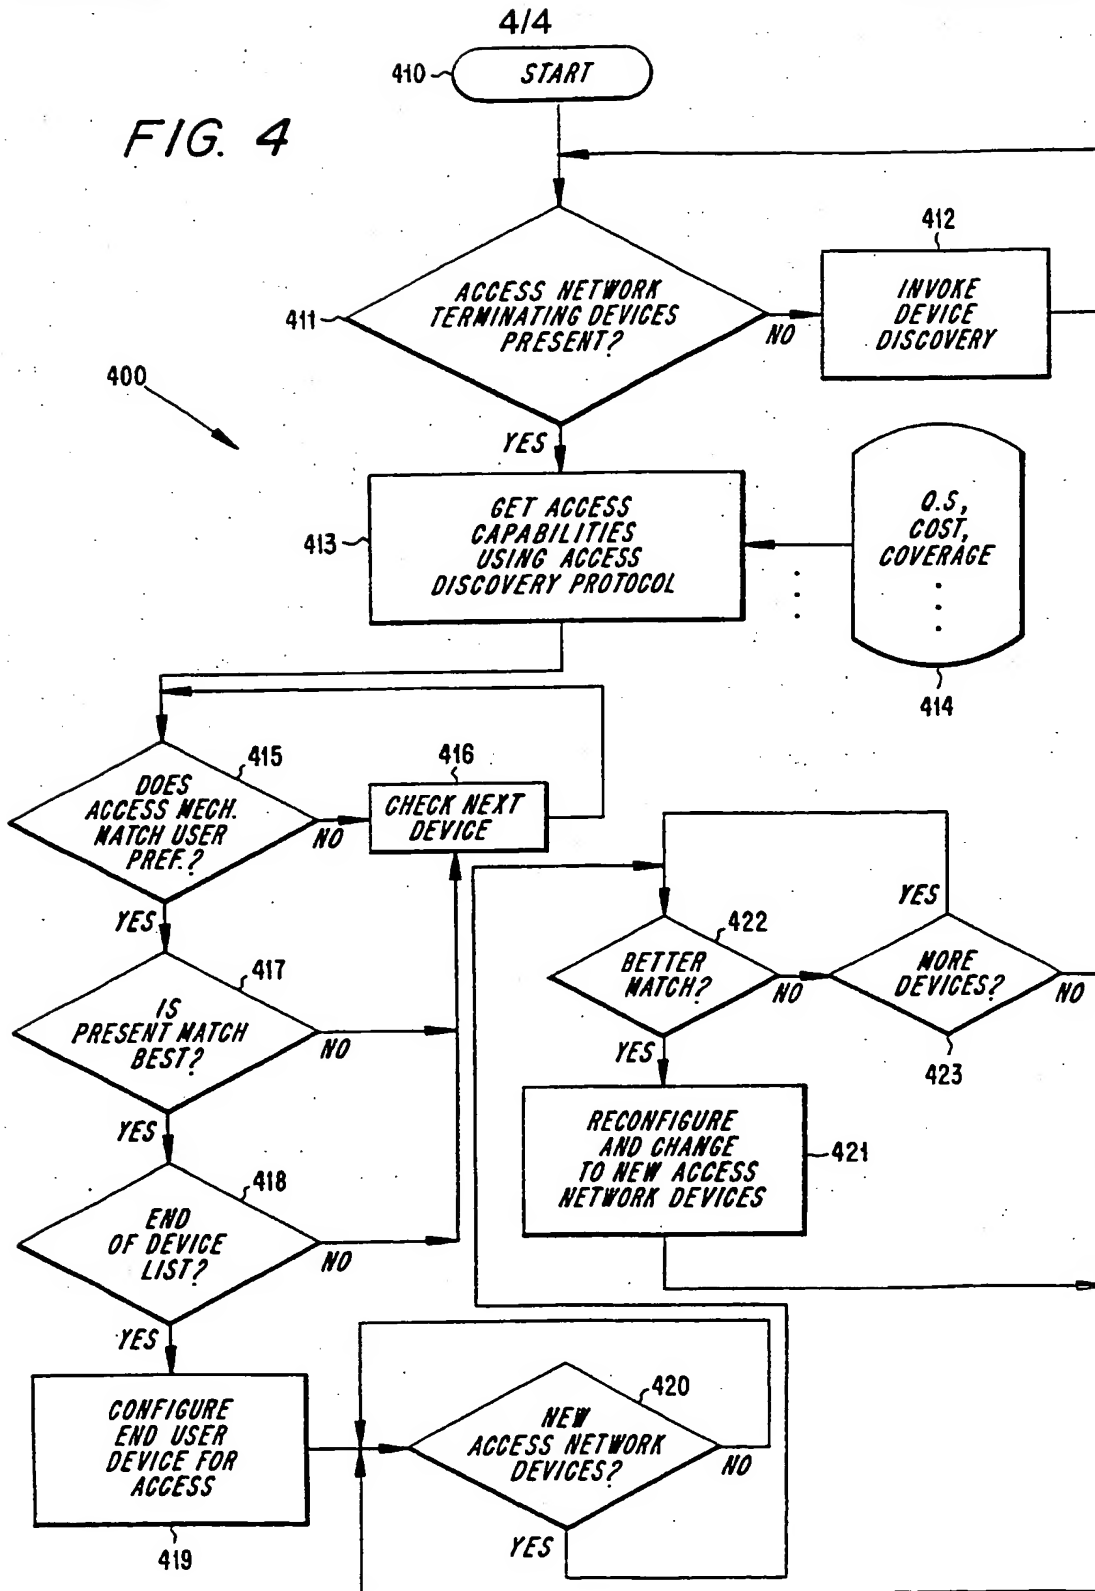 4/4
410
START
FIG. 4
412
411
ACCESS NETWORK
TERMINATING DEVICES
PRESENT?
NO
INVOKE
DEVICE
DISCOVERY
400
YES
413
GET ACCESS
CAPABILITIES
USING ACCESS
DISCOVERY PROTOCOL
Q.S,
COST,
COVERAGE
414
415
DOES
ACCESS MECH.
MATCH USER
PREF.?
NO
416
CHECK NEXT
DEVICE
YES
YES
422
BETTER
MATCH?
NO
MORE
DEVICES?
NO
423
417
IS
PRESENT MATCH
BEST?
NO
YES
YES
RECONFIGURE
AND CHANGE
TO NEW ACCESS
NETWORK DEVICES
421
418
END
OF DEVICE
LIST?
NO
YES
CONFIGURE
END USER
DEVICE FOR
ACCESS
419
420
NEW
ACCESS NETWORK
DEVICES?
NO
YES